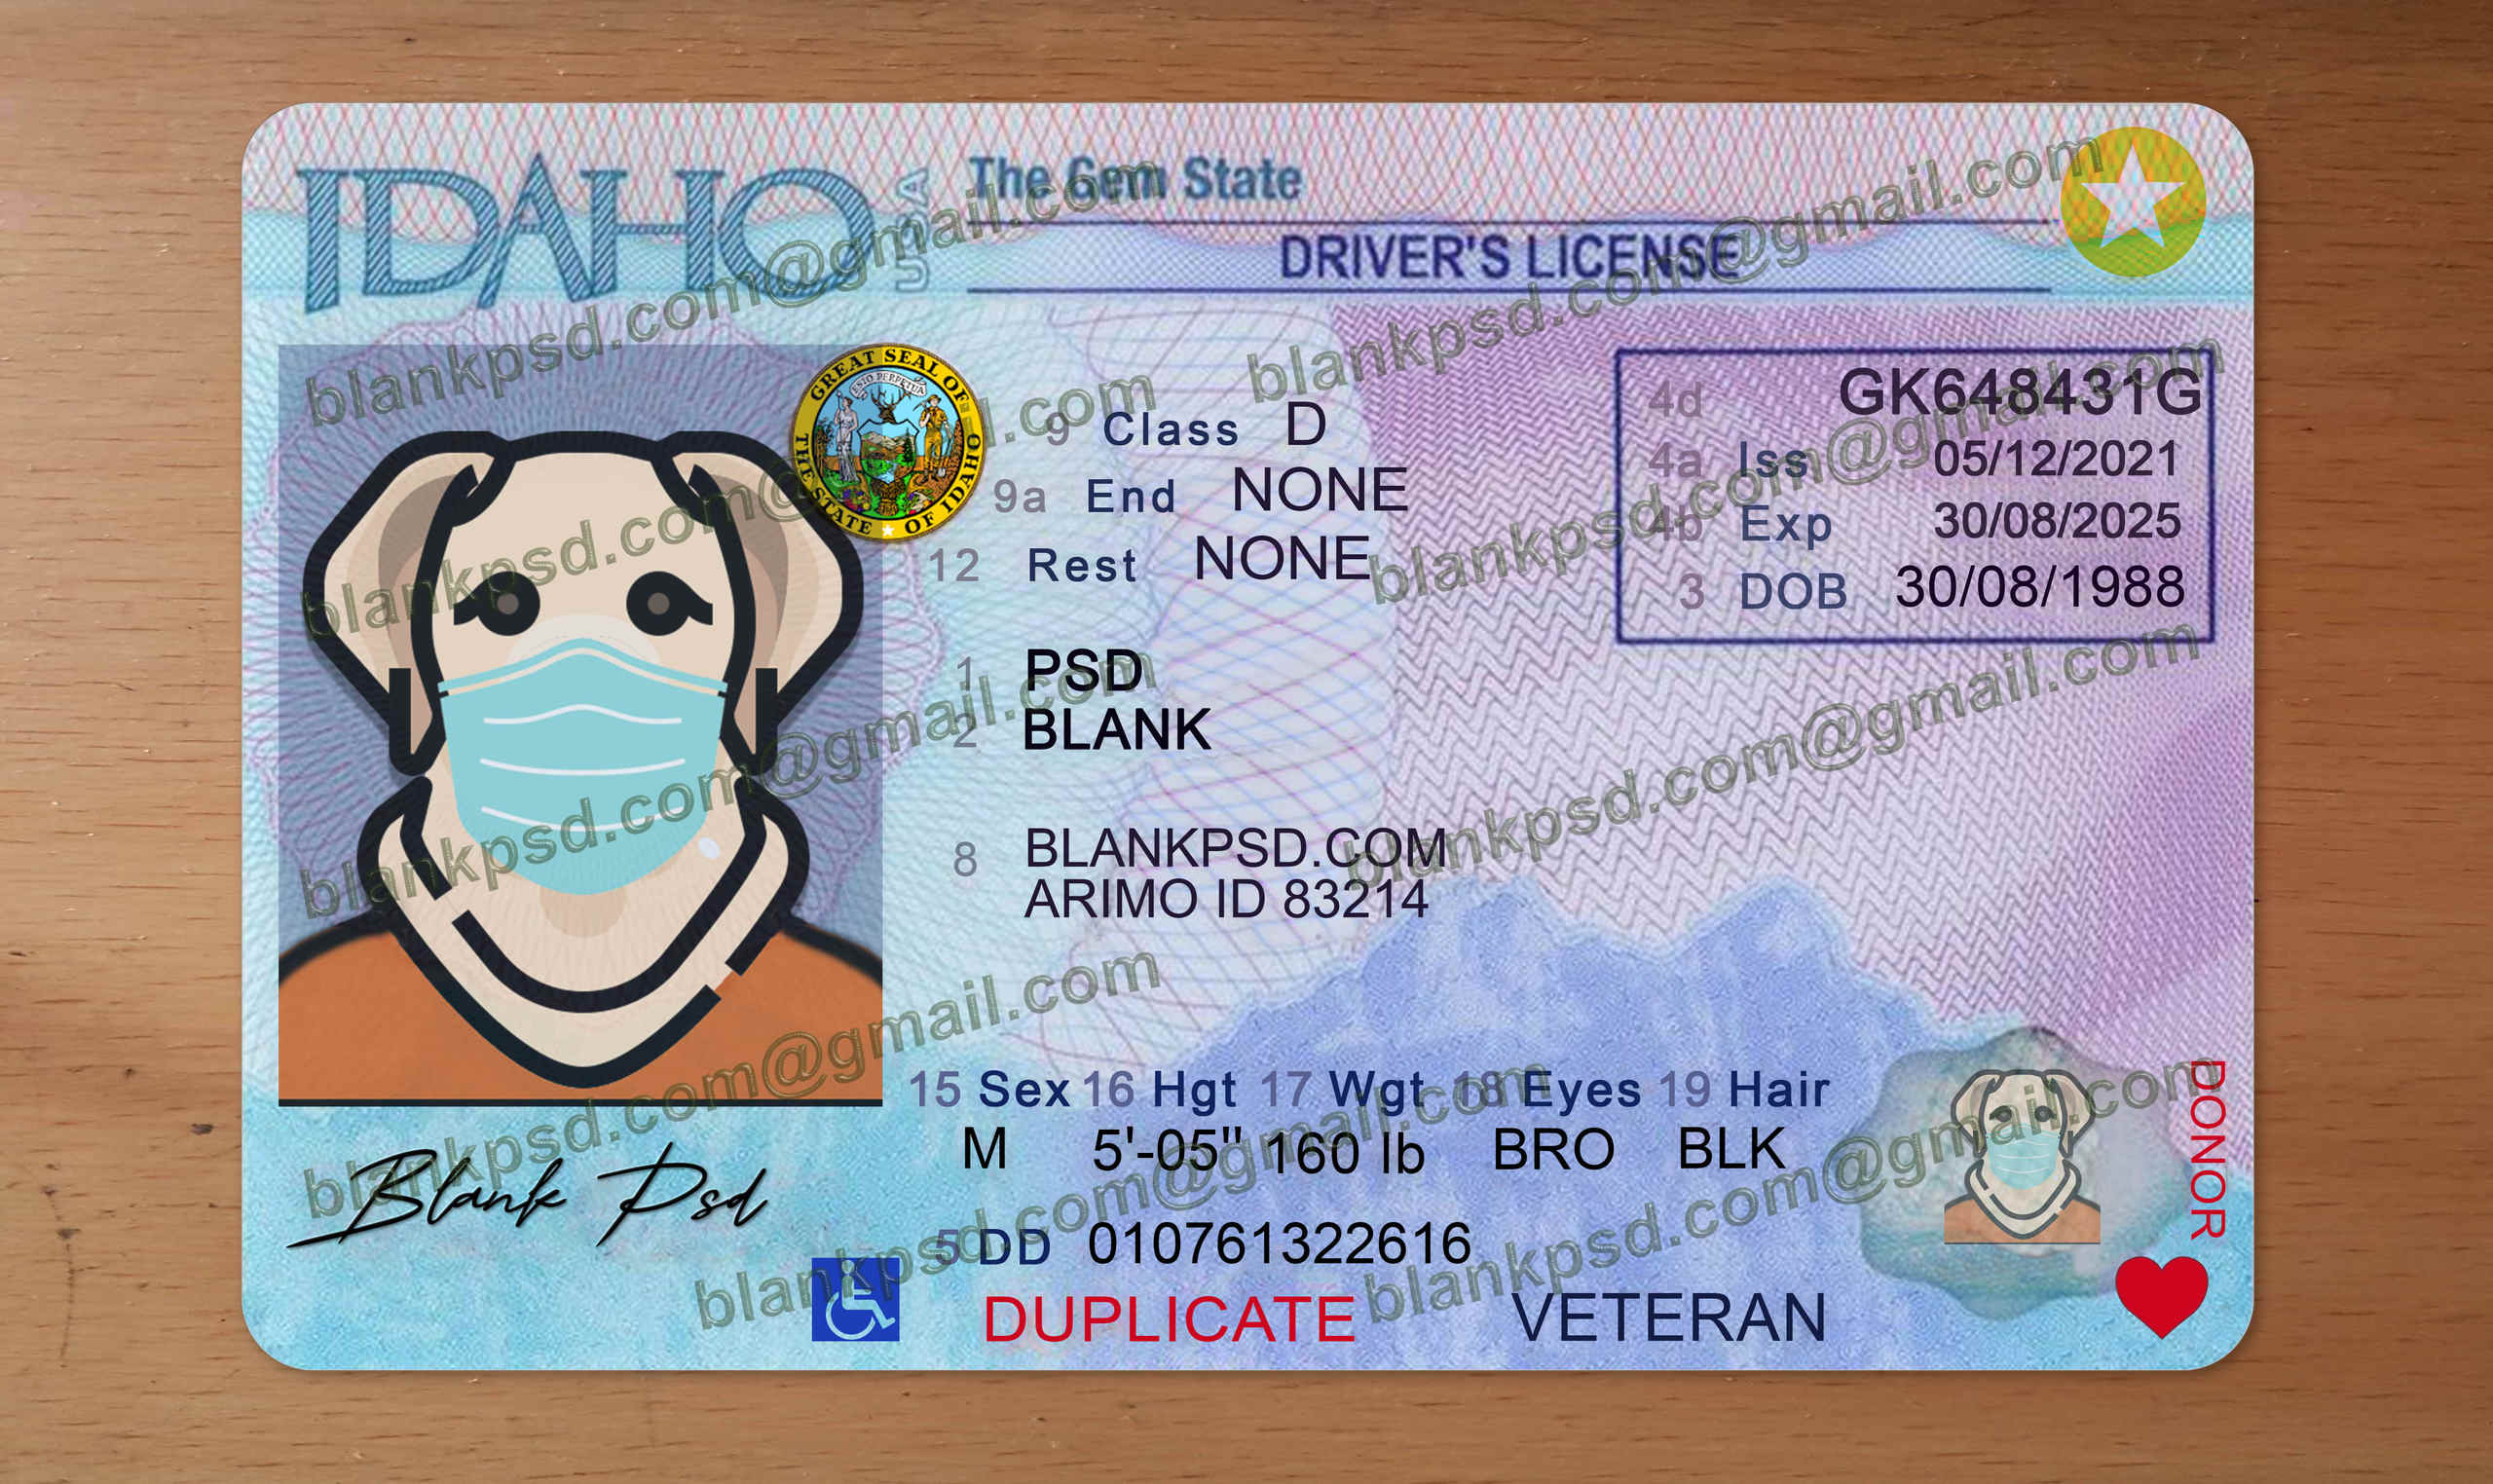 IDAHO USA
The Gem State
DRIVER'S LICENSE
GREAT SEAL OF THE STATE OF IDAHO
ESTO PERPETUA
9 Class D
9a End NONE
12 Rest NONE
4d GK648431G
4a Iss 05/12/2021
4b Exp 30/08/2025
3 DOB 30/08/1988
1 PSD
2 BLANK
8 BLANKPSD.COM
ARIMO ID 83214
15 Sex 16 Hgt 17 Wgt 18 Eyes 19 Hair
M 5'-05" 160 lb BRO BLK
5 DD 010761322616
DUPLICATE VETERAN
DONOR
Blank Psd
blankpsd.com@gmail.com
blankpsd.com@gmail.com
blankpsd.com@gmail.com
blankpsd.com@gmail.com
blankpsd.com@gmail.com
blankpsd.com@gmail.com
blankpsd.com@gmail.com
blankpsd.com@gmail.com
blankpsd.com@gmail.com